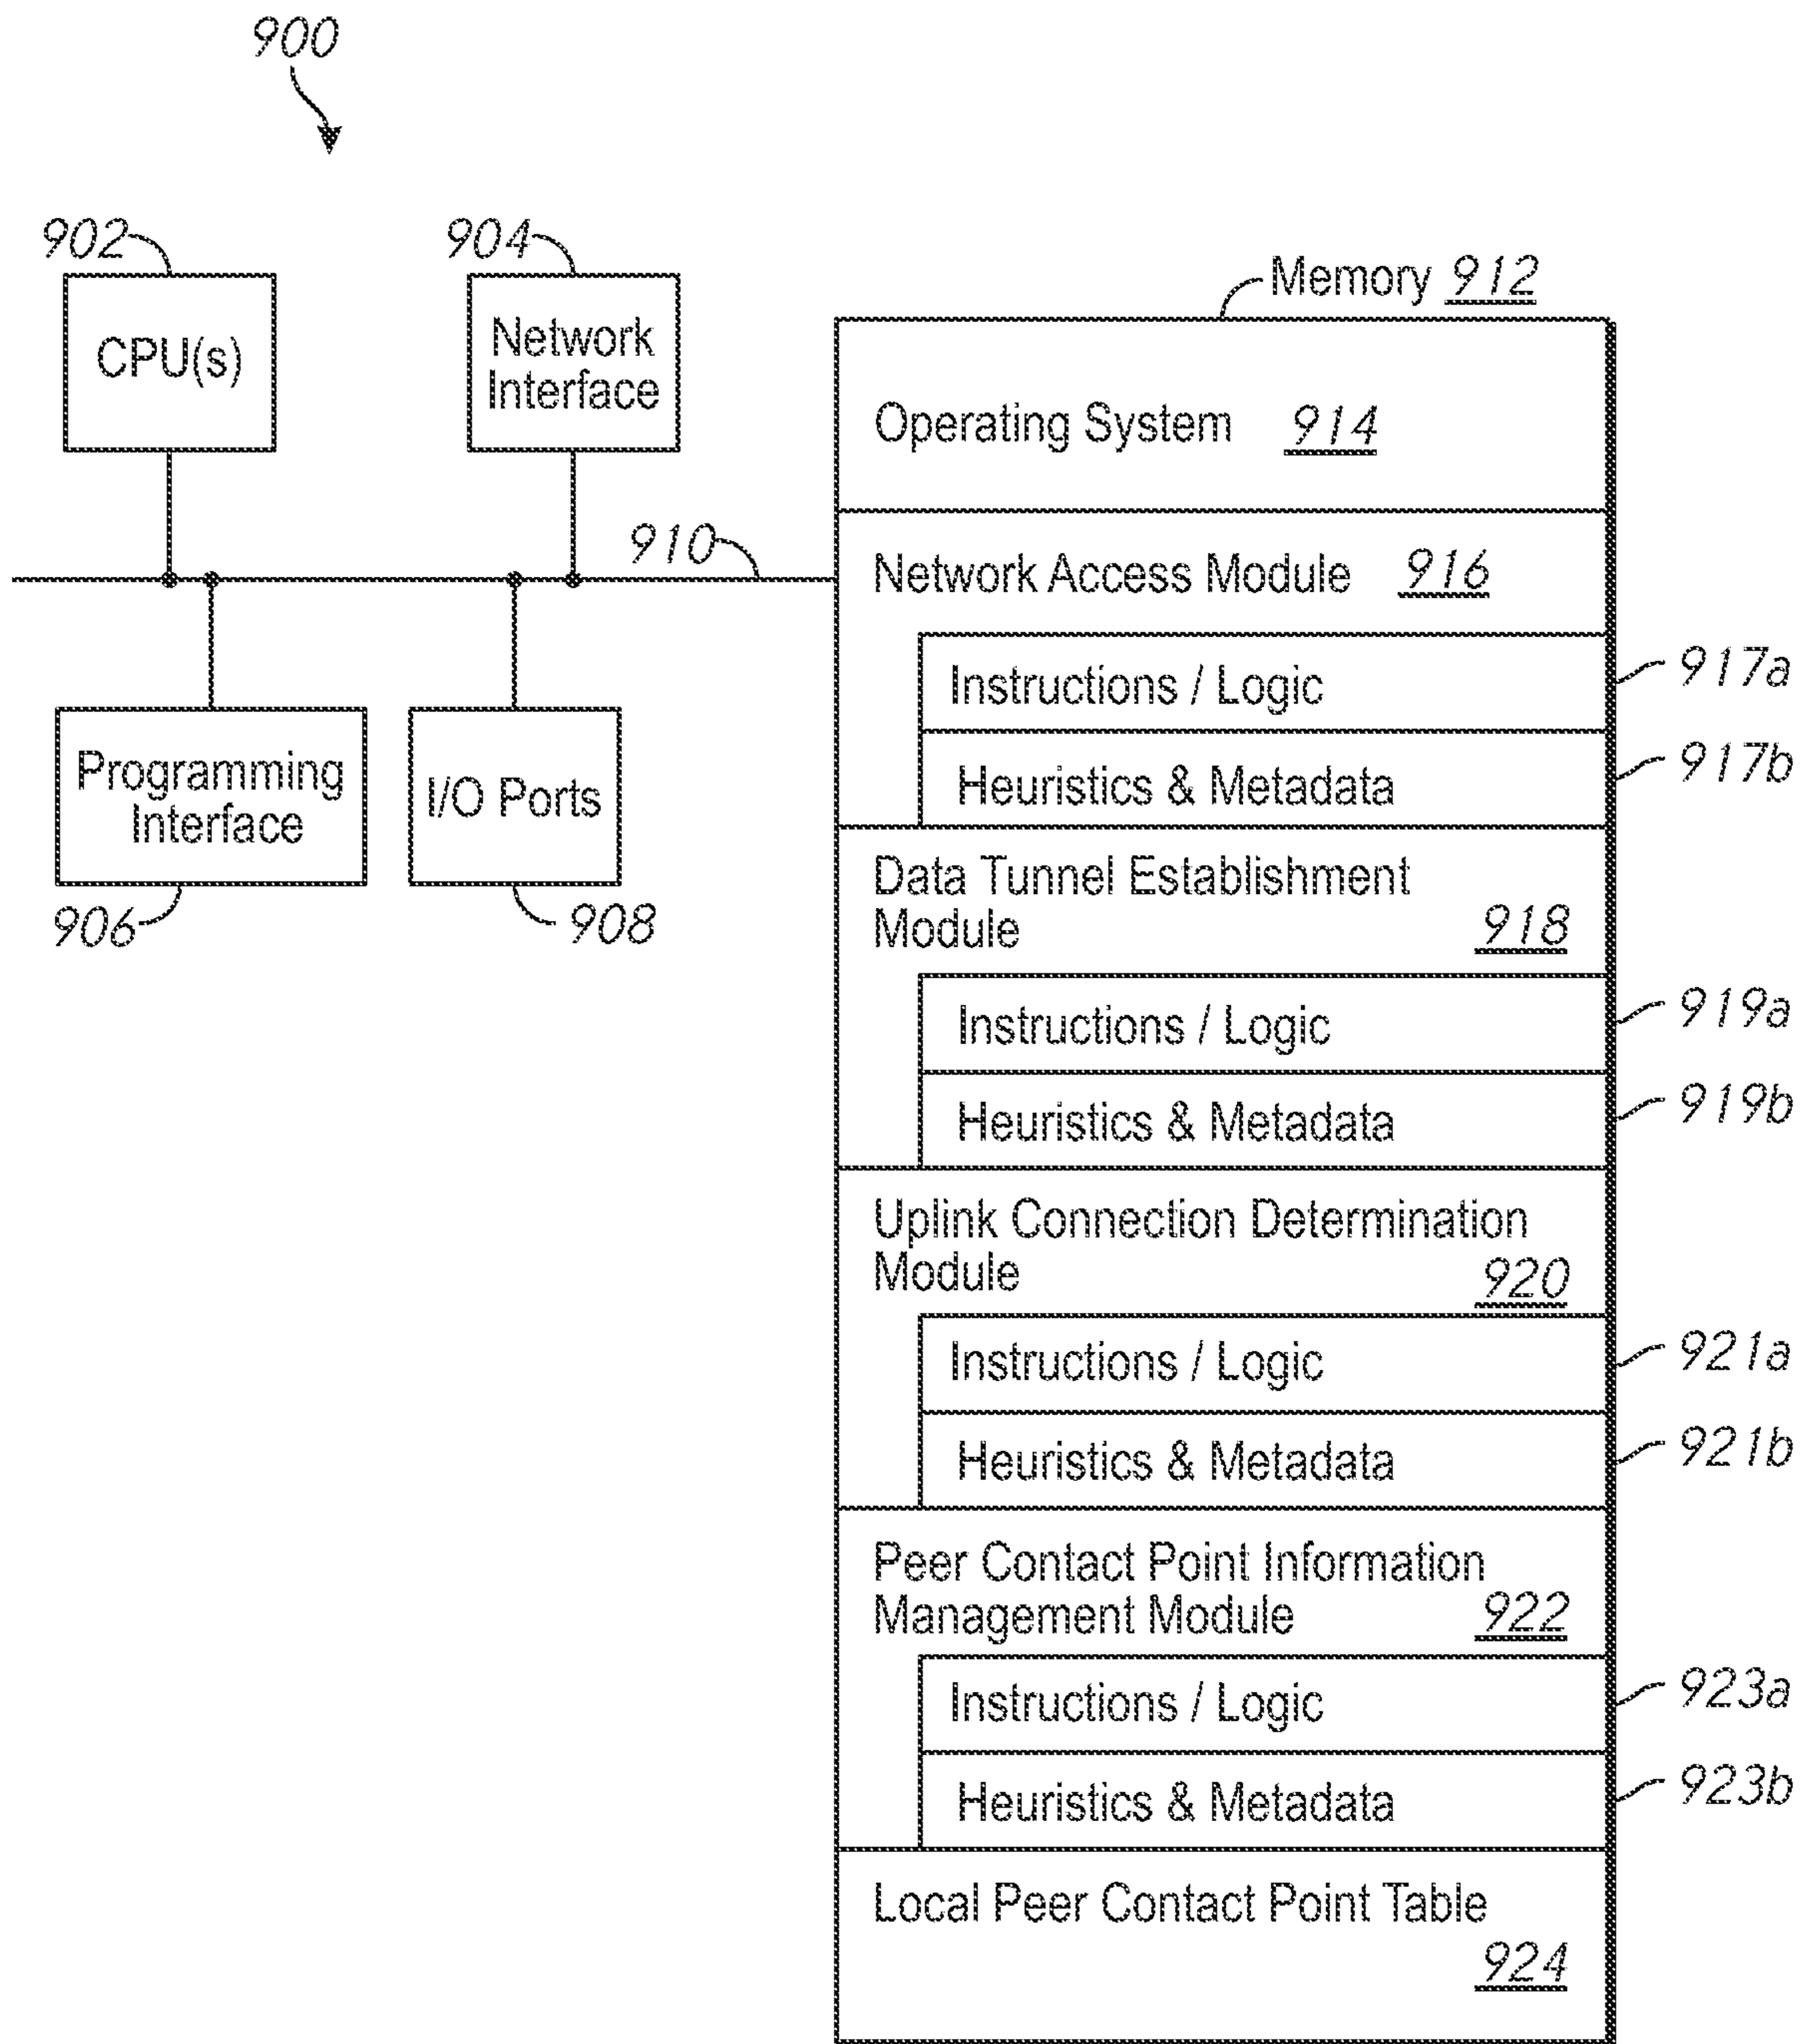 900
902
904
CPU(s)
Network
Interface
Memory 912
Operating System 914
910
Network Access Module 916
Instructions / Logic
917a
Heuristics & Metadata
917b
Programming
Interface
I/O Ports
906
908
Data Tunnel Establishment
Module 918
Instructions / Logic
919a
Heuristics & Metadata
919b
Uplink Connection Determination
Module 920
Instructions / Logic
921a
Heuristics & Metadata
921b
Peer Contact Point Information
Management Module 922
Instructions / Logic
923a
Heuristics & Metadata
923b
Local Peer Contact Point Table
924